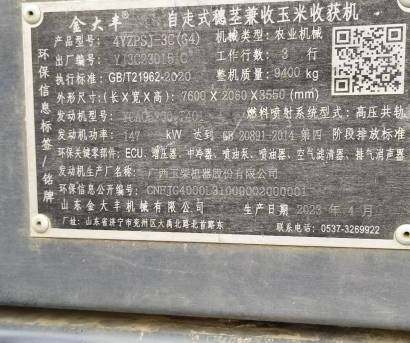 金大丰 自走式穗茎兼收玉米收获机
环保信息标签/铭牌
产品型号: 4YZPSJ-3C(G4) 机械类型: 农业机械
出厂编号: YJ3C23015 C 工作行数: 3 行
执行标准: GB/T21962-2020 整机质量: 9400 kg
外形尺寸: (长×宽×高): 7600×2060×3550 (mm)
发动机型号: 燃料喷射系统型式: 高压共轨
发动机功率: 147 kW 达到 GB 20891-2014 第四 阶段排放标准
环保关键零部件: ECU、增压器、中冷器、喷油泵、喷油器、空气滤清器、排气消声器
发动机生产厂: 广西玉柴机器股份有限公司
环保信息公开编号: CNFJG4000L31000002000001
山东金大丰机械有限公司 生产日期 2023 年 4 月
厂址: 山东省济宁市兖州区大禹北路北首路东 联系电话: 0537-3269922